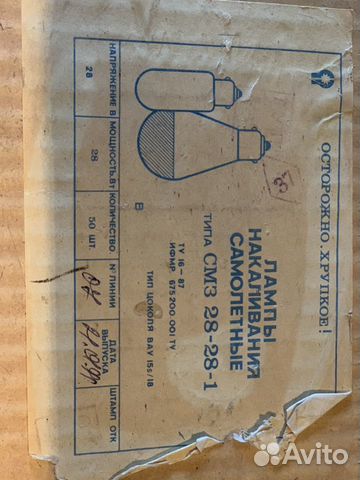 ОСТОРОЖНО. ХРУПКОЕ!
ЛАМПЫ
НАКАЛИВАНИЯ
САМОЛЕТНЫЕ
ТИПА СМЗ 28-28-1
ТУ 16-87
ИФМР. 675 200. 001 ТУ
ТИП ЦОКОЛЯ BAY 15s/18
В
НАПРЯЖЕНИЕ В
МОЩНОСТЬ, Вт
КОЛИЧЕСТВО
N° ЛИНИИ
ДАТА ВЫПУСКА
ШТАМП ОТК
28
28
50 ШТ.
Avito